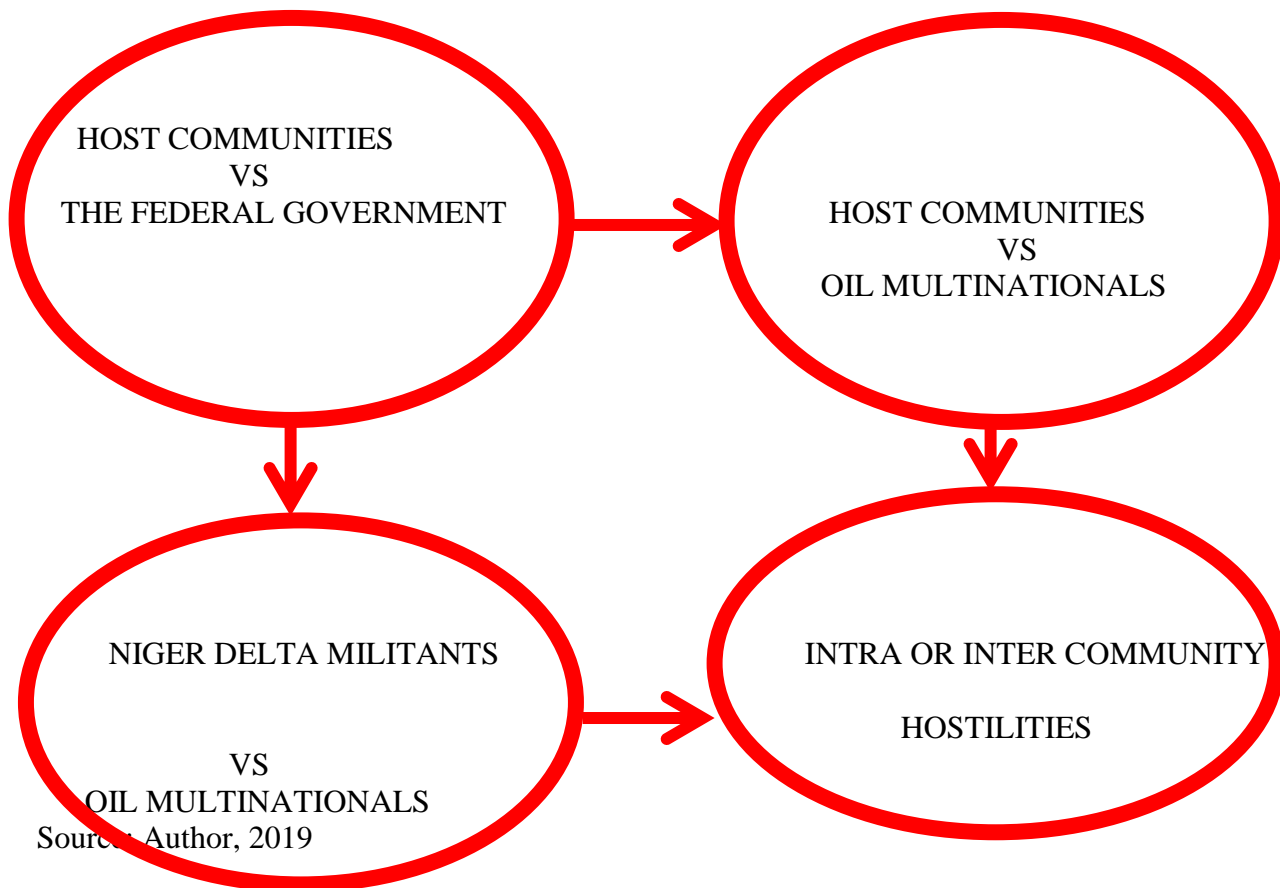 HOST COMMUNITIES
VS
THE FEDERAL GOVERNMENT
HOST COMMUNITIES
VS
OIL MULTINATIONALS
NIGER DELTA MILITANTS
VS
OIL MULTINATIONALS
INTRA OR INTER COMMUNITY
HOSTILITIES
Source: Author, 2019